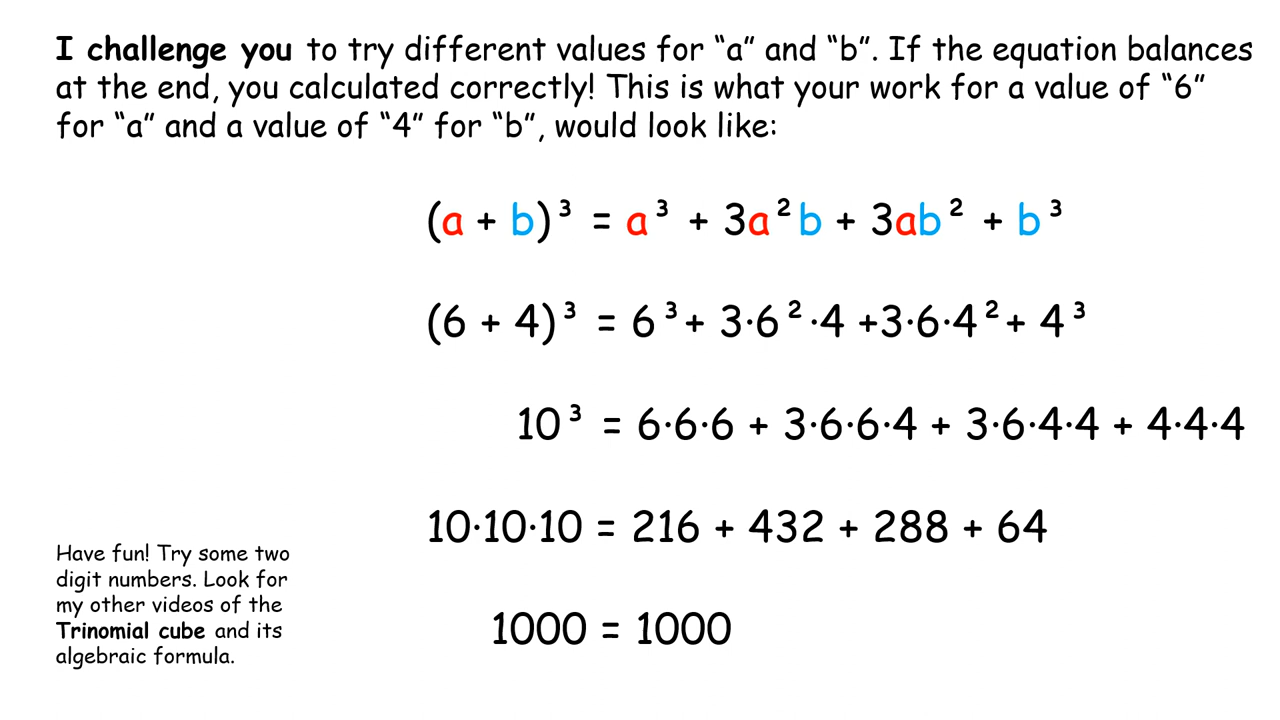 I challenge you to try different values for “a” and “b”. If the equation balances
at the end, you calculated correctly! This is what your work for a value of “6”
for “a” and a value of “4” for “b”, would look like:
(a + b)³ = a³ + 3a²b + 3ab² + b³
(6 + 4)³ = 6³+ 3·6²·4 +3·6·4²+ 4³
10³ = 6·6·6 + 3·6·6·4 + 3·6·4·4 + 4·4·4
10·10·10 = 216 + 432 + 288 + 64
1000 = 1000
Have fun! Try some two
digit numbers. Look for
my other videos of the
Trinomial cube and its
algebraic formula.